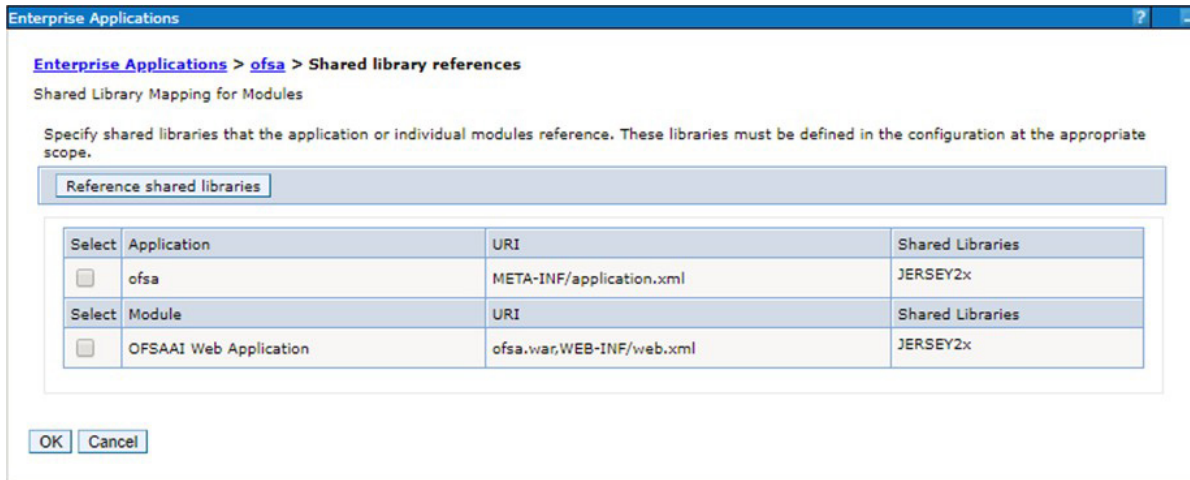 Enterprise Applications ? –
Enterprise Applications > ofsa > Shared library references
Shared Library Mapping for Modules
Specify shared libraries that the application or individual modules reference. These libraries must be defined in the configuration at the appropriate
scope.
Reference shared libraries
Select Application URI Shared Libraries
ofsa META-INF/application.xml JERSEY2x
Select Module URI Shared Libraries
OFSAAI Web Application ofsa.war,WEB-INF/web.xml JERSEY2x
OK Cancel